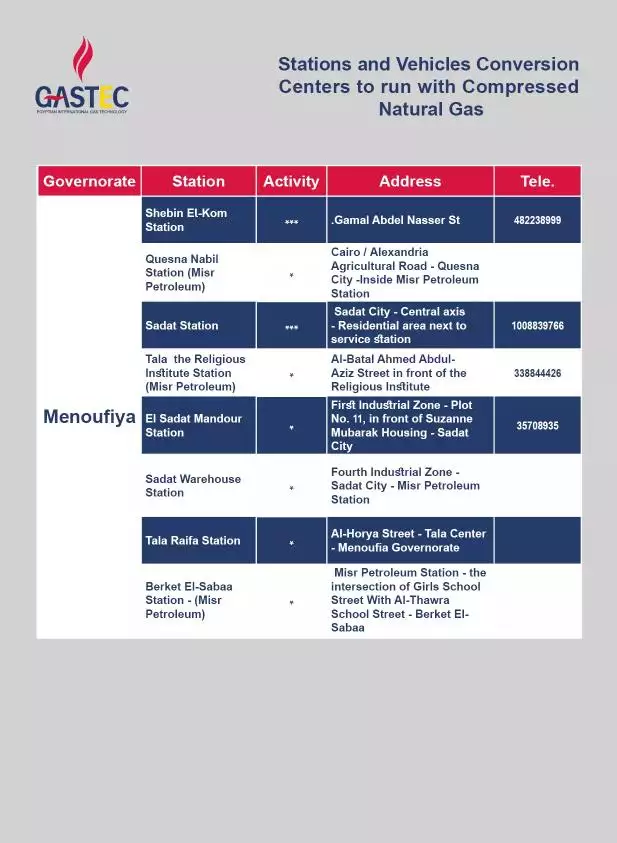 GASTEC
EGYPTIAN INTERNATIONAL GAS TECHNOLOGY
Stations and Vehicles Conversion
Centers to run with Compressed
Natural Gas
Governorate Station Activity Address Tele.
Menoufiya
Shebin El-Kom
Station
***
.Gamal Abdel Nasser St
482238999
Quesna Nabil
Station (Misr
Petroleum)
*
Cairo / Alexandria
Agricultural Road - Quesna
City -Inside Misr Petroleum
Station
Sadat Station
***
Sadat City - Central axis
- Residential area next to
service station
1008839766
Tala the Religious
Institute Station
(Misr Petroleum)
*
Al-Batal Ahmed Abdul-
Aziz Street in front of the
Religious Institute
338844426
El Sadat Mandour
Station
*
First Industrial Zone - Plot
No. 11, in front of Suzanne
Mubarak Housing - Sadat
City
35708935
Sadat Warehouse
Station
*
Fourth Industrial Zone -
Sadat City - Misr Petroleum
Station
Tala Raifa Station
*
Al-Horya Street - Tala Center
- Menoufia Governorate
Berket El-Sabaa
Station - (Misr
Petroleum)
*
Misr Petroleum Station - the
intersection of Girls School
Street With Al-Thawra
School Street - Berket El-
Sabaa